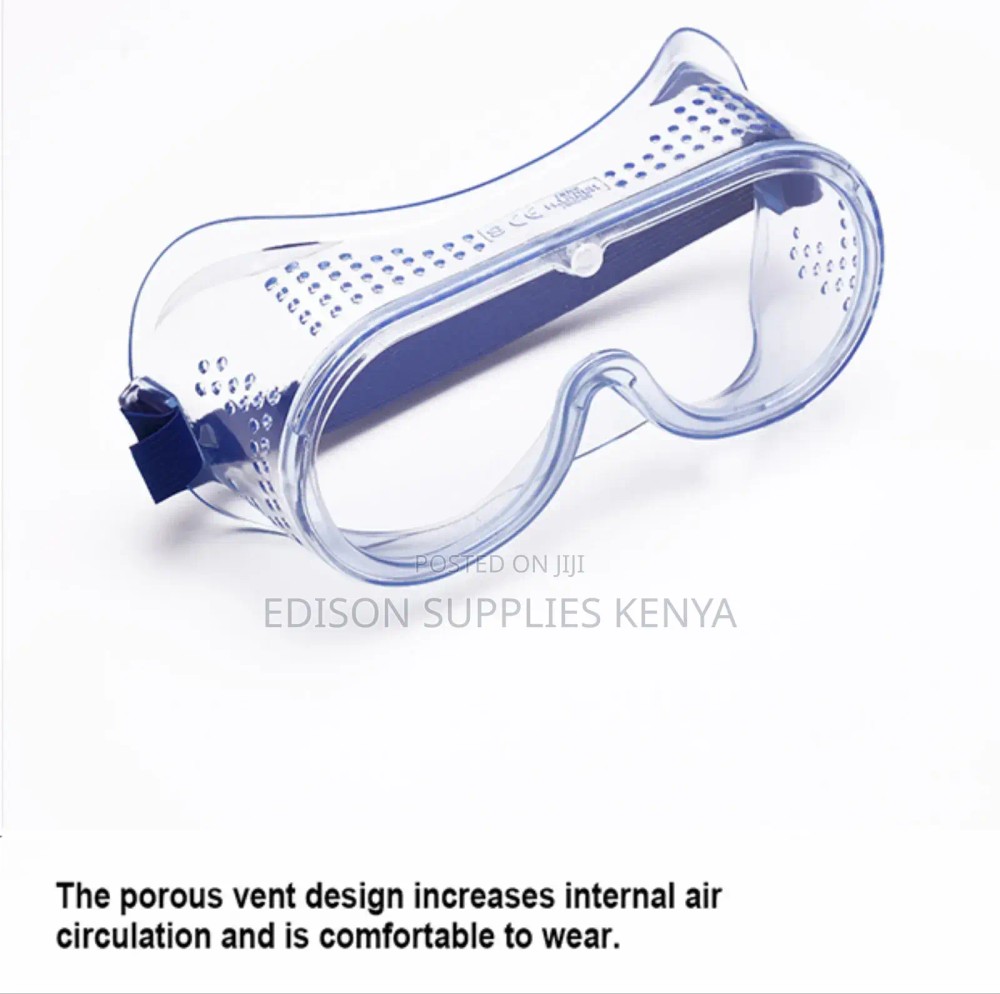 CE
POSTED ON JIJI
EDISON SUPPLIES KENYA
The porous vent design increases internal air
circulation and is comfortable to wear.